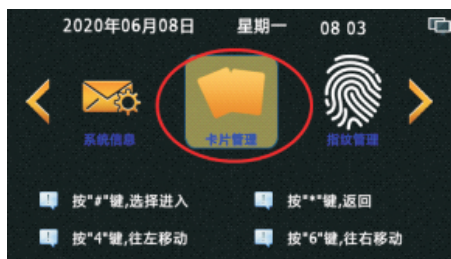 2020年06月08日 星期一 08 03
系统信息 卡片管理 指纹管理
按"#"键,选择进入 按"*"键,返回
按"4"键,往左移动 按"6"键,往右移动